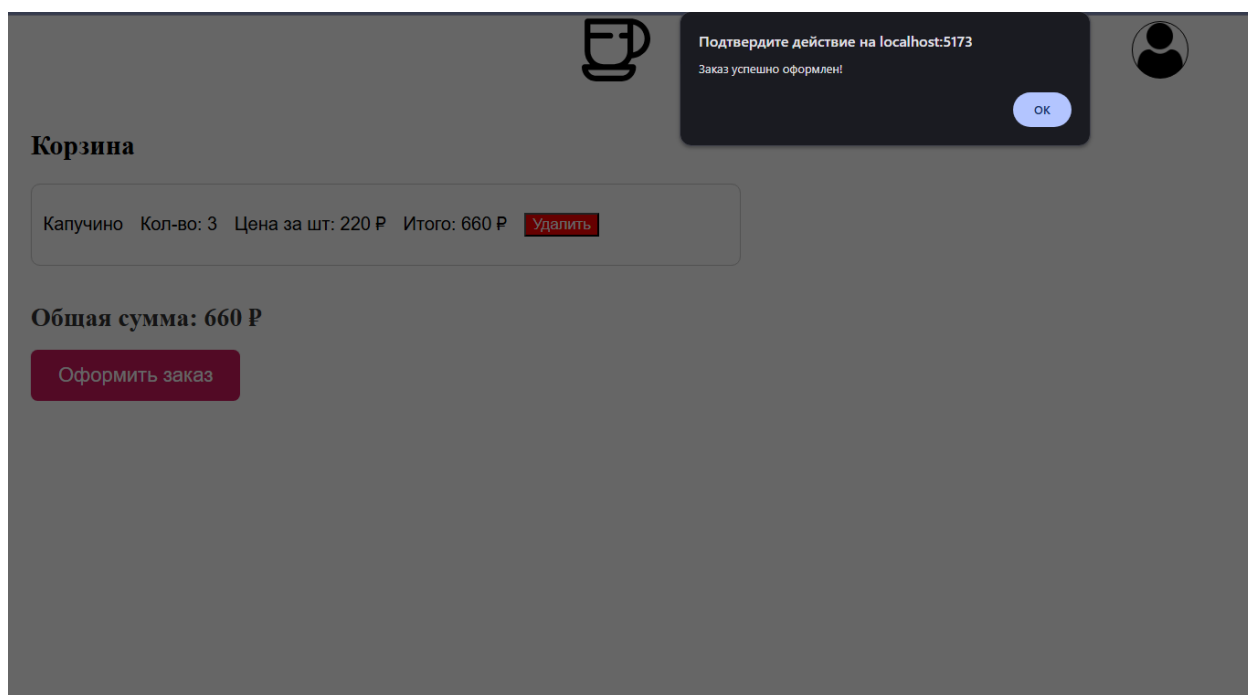 Подтвердите действие на localhost:5173
Заказ успешно оформлен!
ОК
Корзина
Капучино Кол-во: 3 Цена за шт: 220 ₽ Итого: 660 ₽ Удалить
Общая сумма: 660 ₽
Оформить заказ